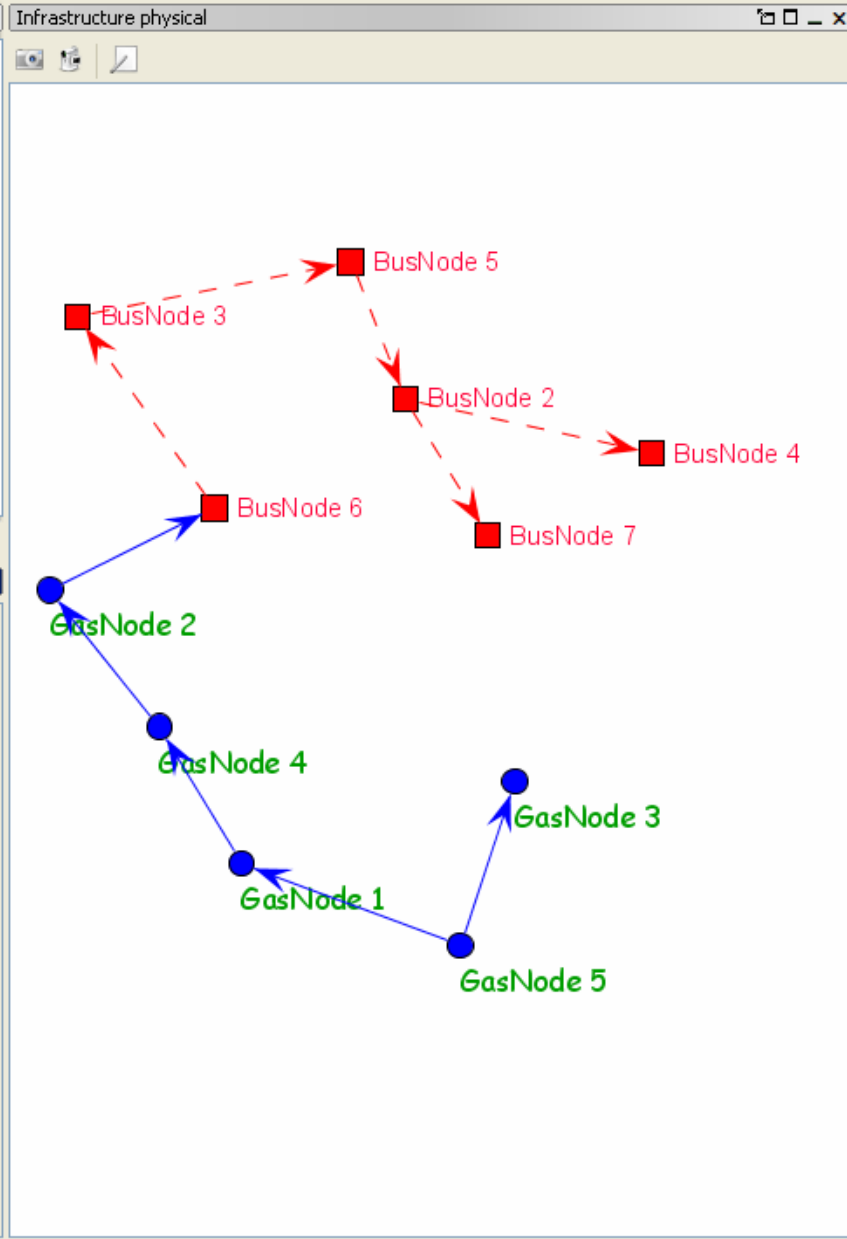 Infrastructure physical
BusNode 5
BusNode 3
BusNode 2
BusNode 4
BusNode 6
BusNode 7
GasNode 2
GasNode 4
GasNode 3
GasNode 1
GasNode 5